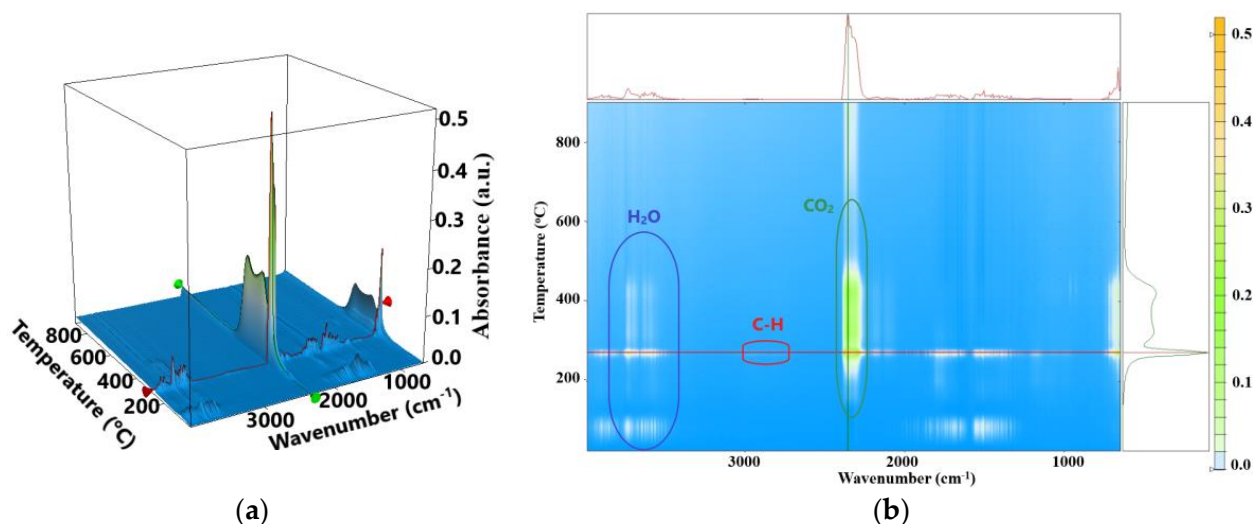 0.5
0.4
0.3
0.2
0.1
0.0
Absorbance (a.u.)
800
600
400
200
Temperature (°C)
3000
2000
1000
Wavenumber (cm⁻¹)
(a)
800
600
400
200
Temperature (°C)
H₂O
C-H
CO₂
3000
2000
1000
Wavenumber (cm⁻¹)
0.5
0.4
0.3
0.2
0.1
0.0
(b)